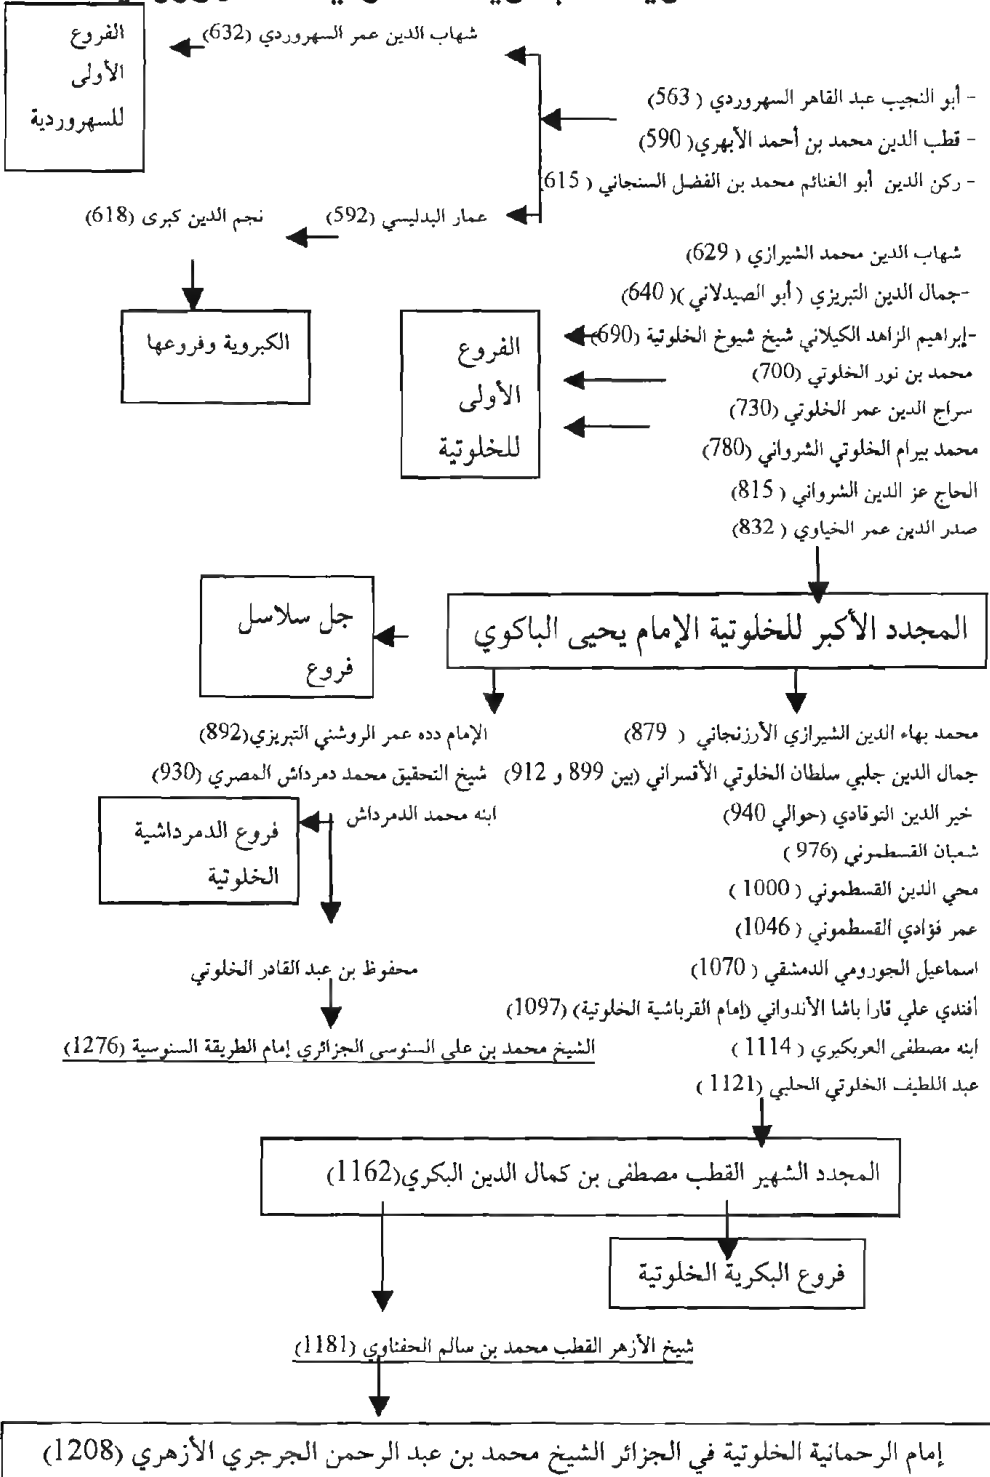 شهاب الدين عمر السهروردي (632)
الفروع
الأولى
للسهروردية
- أبو النجيب عبد القاهر السهروردي ( 563)
- قطب الدين محمد بن أحمد الأبهري( 590)
- ركن الدين أبو الغنائم محمد بن الفضل السنجاني ( 615)
عمار البدليسي (592)
نجم الدين كبرى (618)
شهاب الدين محمد الشيرازي ( 629)
-جمال الدين التبريزي ( أبو الصيدلاني )( 640)
-إبراهيم الزاهد الكيلاني شيخ شيوخ الخلوتية (690)
الكبروية وفروعها
الفروع
الأولى
للخلوتية
محمد بن نور الخلوتي (700)
سراج الدين عمر الخلوتي (730)
محمد بيرام الخلوتي الشرواني (780)
الحاج عز الدين الشرواني ( 815)
صدر الدين عمر الخياوي ( 832)
المجدد الأكبر للخلوتية الإمام يحيى الباكوي
جل سلاسل
فروع
محمد بهاء الدين الشيرازي الأرزنجاني ( 879)
الإمام دده عمر الروشني التبريزي(892)
جمال الدين جلبي سلطان الخلوتي الأقسراني (بين 899 و 912)
شيخ التحقيق محمد دمرداش المصري (930)
خير الدين التوقادي (حوالي 940)
ابنه محمد الدمرداش
فروع الدمرداشية
الخلوتية
شعبان القسطموني (976 )
محي الدين القسطموني ( 1000 )
عمر فؤادي القسطموني ( 1046)
اسماعيل الجورومي الدمشقي ( 1070)
محفوظ بن عبد القادر الخلوتي
أفندي علي قارا باشا الأندواني (إمام القرباشية الخلوتية) (1097)
ابنه مصطفى العربكيري ( 1114 )
الشيخ محمد بن علي السنوسي الجزائري إمام الطريقة السنوسية (1276)
عبد اللطيف الخلوتي الحلبي (1121 )
المجدد الشهير القطب مصطفى بن كمال الدين البكري(1162)
فروع البكرية الخلوتية
شيخ الأزهر القطب محمد بن سالم الحفناوي (1181)
إمام الرحمانية الخلوتية في الجزائر الشيخ محمد بن عبد الرحمن الجرجري الأزهري (1208)